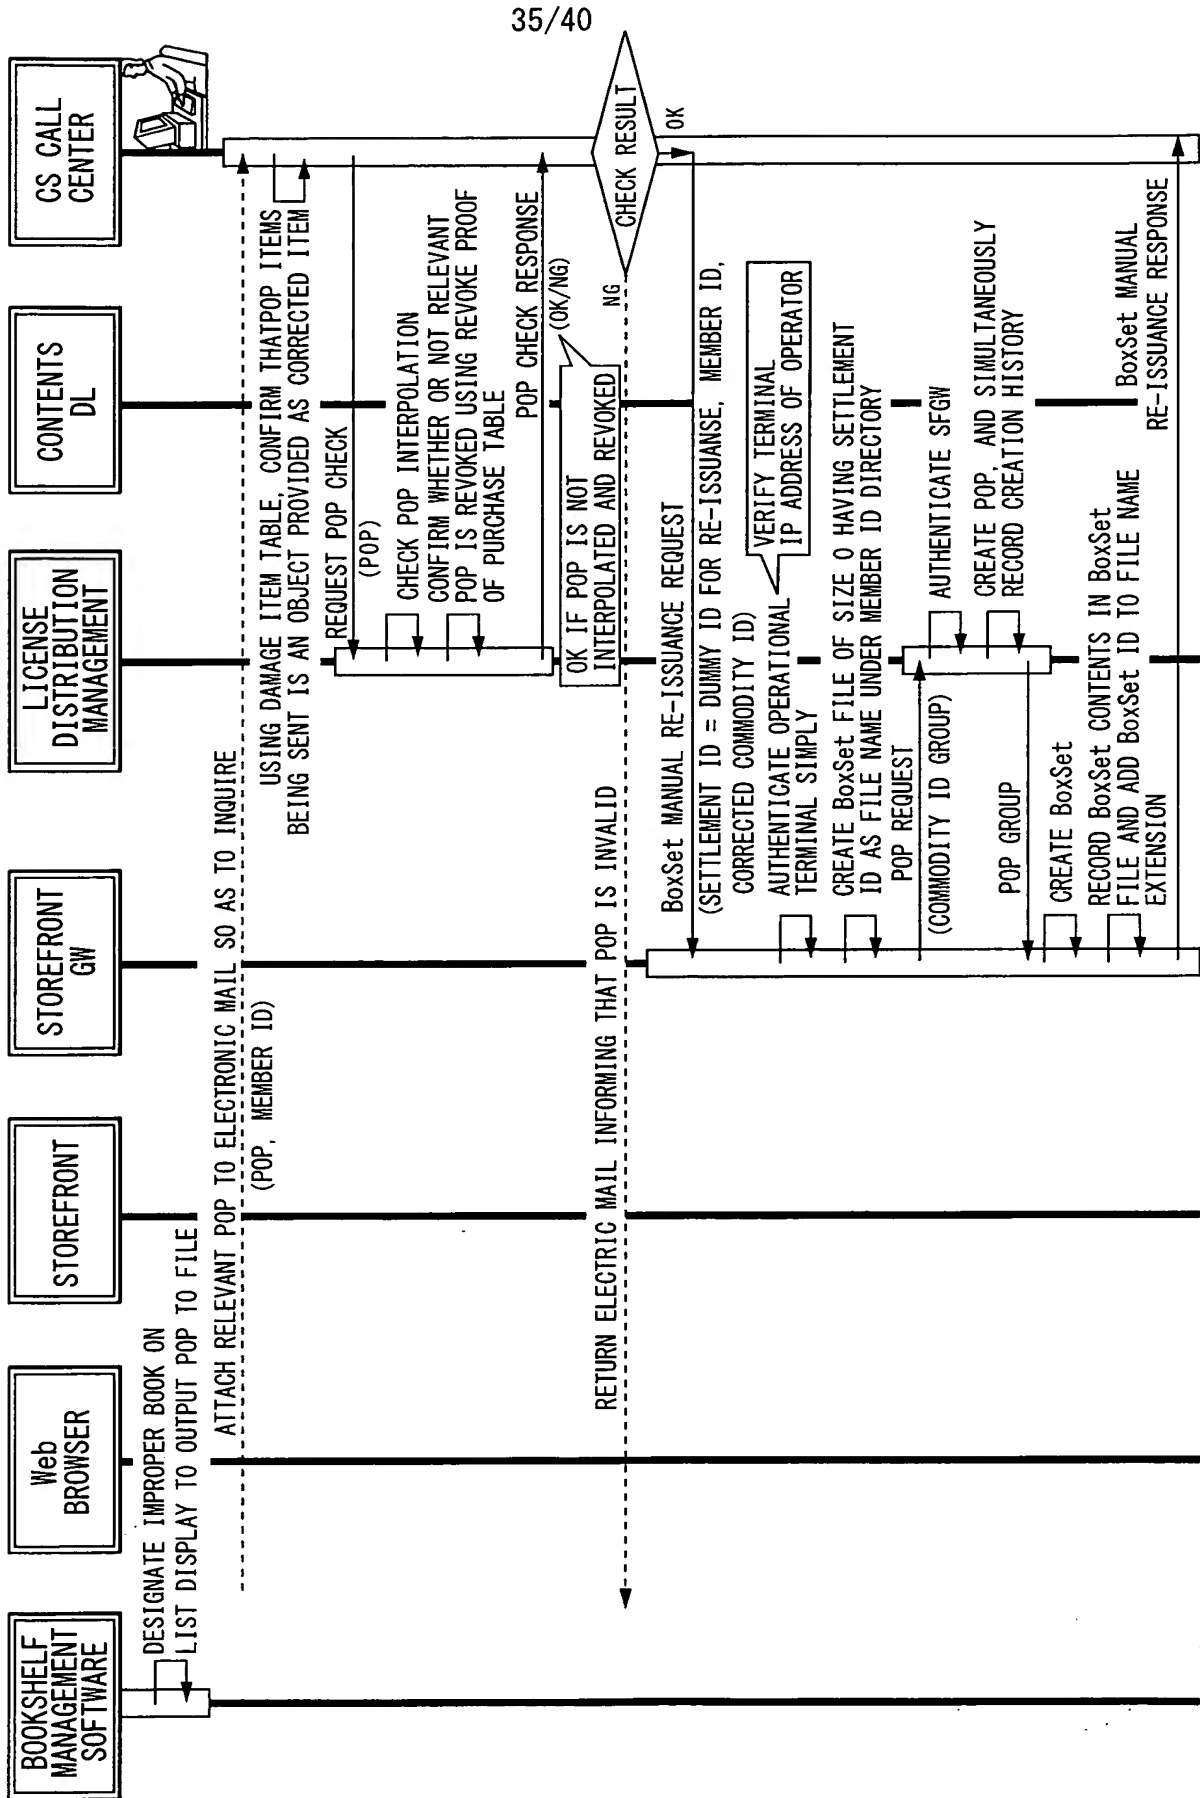 35/40
BOOKSHELF
MANAGEMENT
SOFTWARE
Web
BROWSER
STOREFRONT
STOREFRONT
GW
LICENSE
DISTRIBUTION
MANAGEMENT
CONTENTS
DL
CS CALL
CENTER
DESIGNATE IMPROPER BOOK ON
LIST DISPLAY TO OUTPUT POP TO FILE
ATTACH RELEVANT POP TO ELECTRONIC MAIL SO AS TO INQUIRE
(POP, MEMBER ID)
USING DAMAGE ITEM TABLE, CONFIRM THATPOP ITEMS
BEING SENT IS AN OBJECT PROVIDED AS CORRECTED ITEM
REQUEST POP CHECK
(POP)
CHECK POP INTERPOLATION
CONFIRM WHETHER OR NOT RELEVANT
POP IS REVOKED USING REVOKE PROOF
OF PURCHASE TABLE
POP CHECK RESPONSE
(OK/NG)
OK IF POP IS NOT
INTERPOLATED AND REVOKED
CHECK RESULT
NG
OK
RETURN ELECTRIC MAIL INFORMING THAT POP IS INVALID
BoxSet MANUAL RE-ISSUANCE REQUEST
(SETTLEMENT ID = DUMMY ID FOR RE-ISSUANSE, MEMBER ID,
CORRECTED COMMODITY ID)
AUTHENTICATE OPERATIONAL
TERMINAL SIMPLY
VERIFY TERMINAL
IP ADDRESS OF OPERATOR
CREATE BoxSet FILE OF SIZE 0 HAVING SETTLEMENT
ID AS FILE NAME UNDER MEMBER ID DIRECTORY
POP REQUEST
(COMMODITY ID GROUP)
AUTHENTICATE SFGW
CREATE POP, AND SIMULTANEOUSLY
RECORD CREATION HISTORY
POP GROUP
CREATE BoxSet
RECORD BoxSet CONTENTS IN BoxSet
FILE AND ADD BoxSet ID TO FILE NAME
EXTENSION
BoxSet MANUAL
RE-ISSUANCE RESPONSE